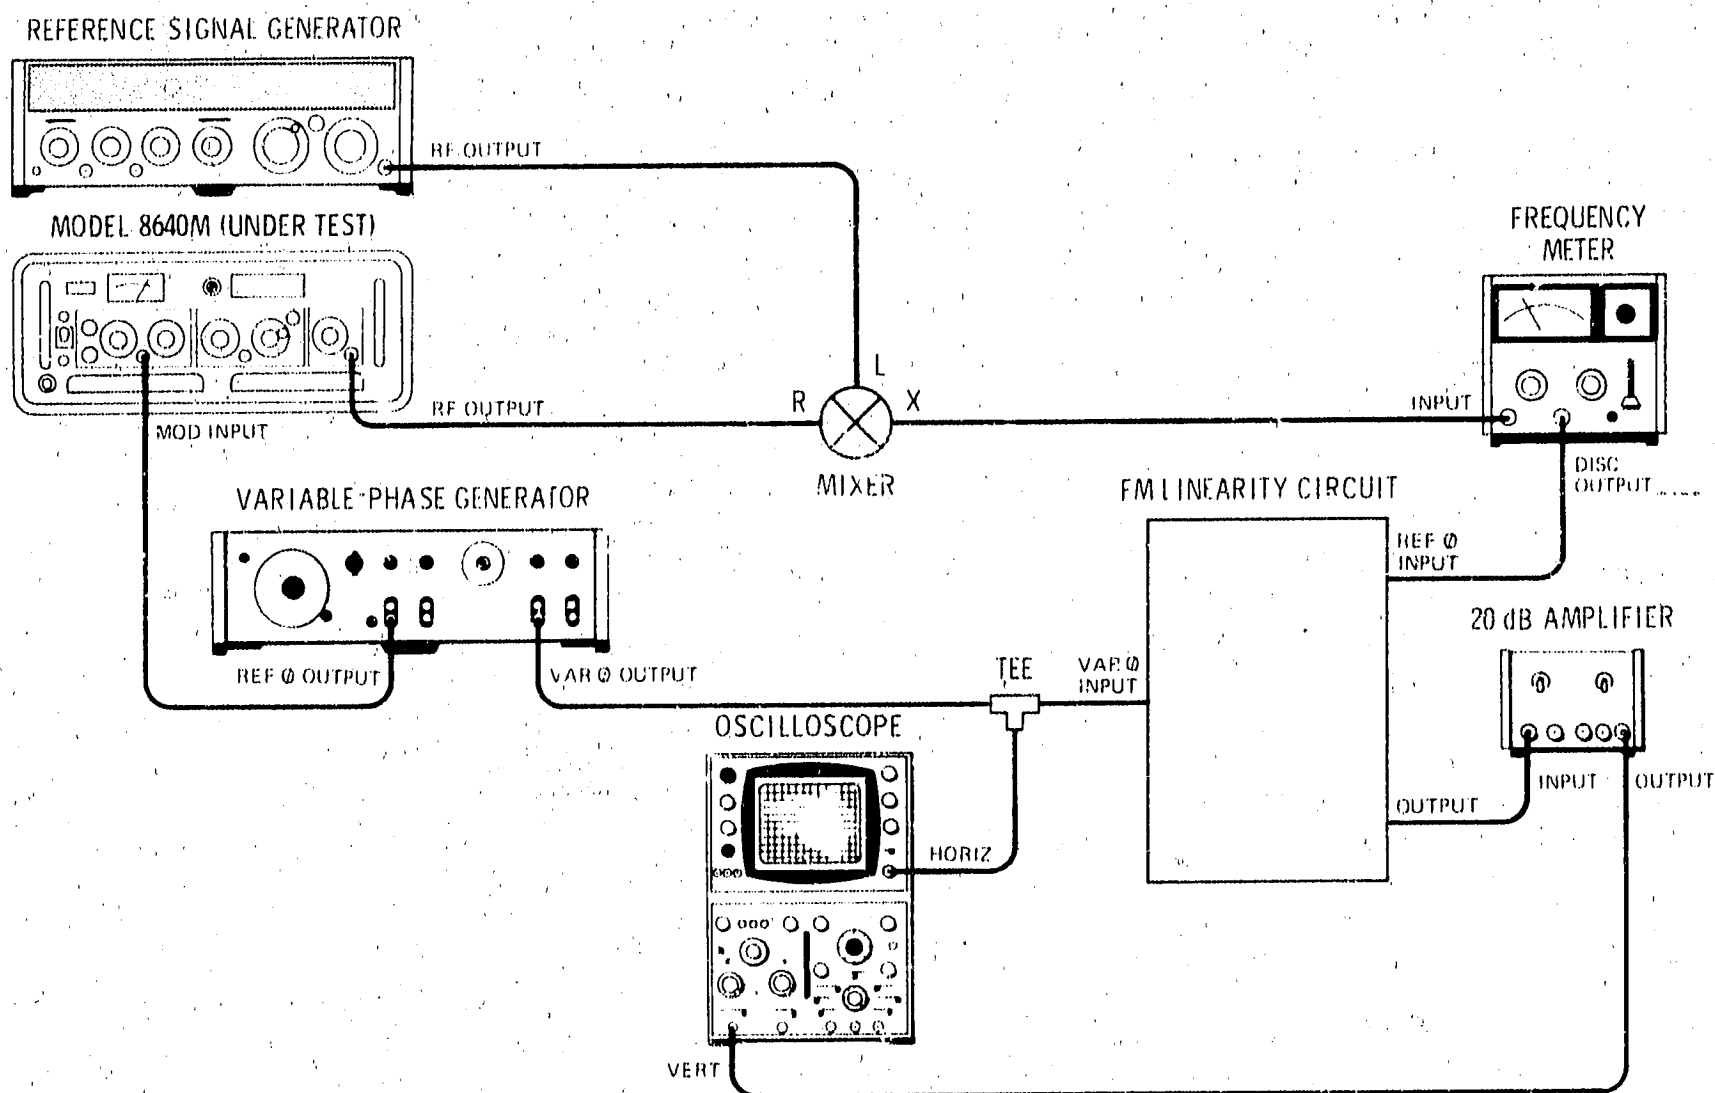 REFERENCE SIGNAL GENERATOR
RF OUTPUT
MODEL 8640M (UNDER TEST)
FREQUENCY
METER
L
R
X
RF OUTPUT
INPUT
MOD INPUT
MIXER
DISC
OUTPUT
VARIABLE-PHASE GENERATOR
FM LINEARITY CIRCUIT
REF Ø
INPUT
20 dB AMPLIFIER
REF Ø OUTPUT
VAR Ø OUTPUT
TEE
VAR Ø
INPUT
OSCILLOSCOPE
INPUT
OUTPUT
OUTPUT
HORIZ
VERT